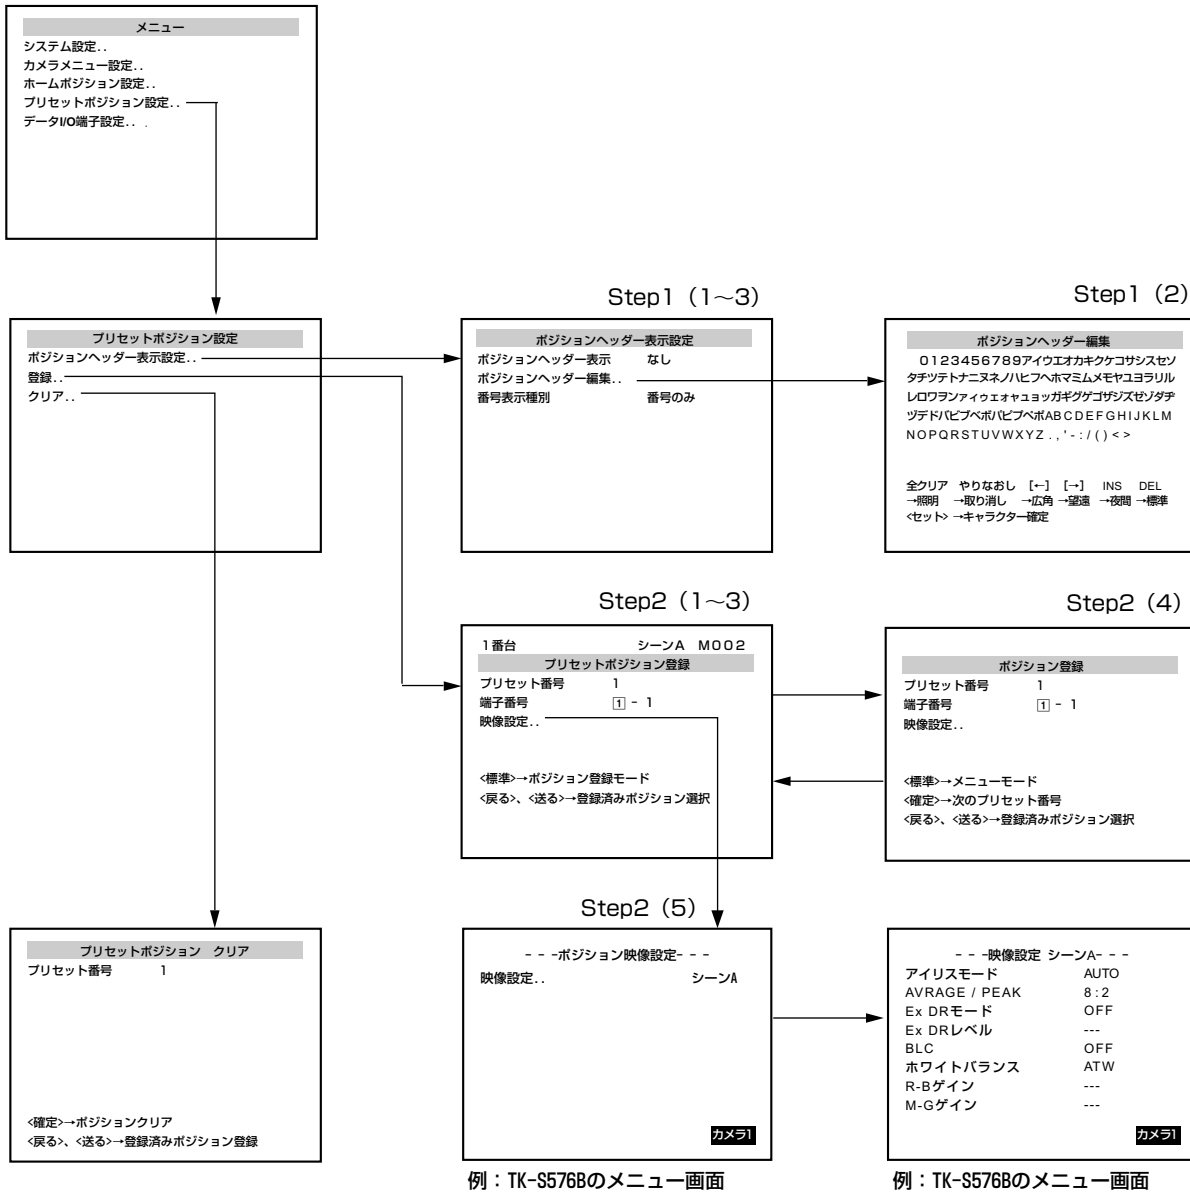 メニュー
システム設定..
カメラメニュー設定..
ホームポジション設定..
プリセットポジション設定..
データI/O端子設定.. .
Step1（1～3）
Step1（2）
プリセットポジション設定
ポジションヘッダー表示設定..
登録..
クリア..
ポジションヘッダー表示設定
ポジションヘッダー表示　なし
ポジションヘッダー編集..
番号表示種別　番号のみ
ポジションヘッダー編集
0123456789アイウエオカキクケコサシスセソ
タチツテトナニヌネノハヒフヘホマミムメモヤユヨラリル
レロワヲンァィゥェォャュョッガギグゲゴザジズゼゾダヂ
ヅデドバビブベボパピプペポABCDEFGHIJKLM
NOPQRSTUVWXYZ.,'-:/()<>
全クリア　やりなおし　[←]　[→]　INS　DEL
→照明　→取り消し　→広角　→望遠　→夜間　→標準
<セット>　→キャラクター確定
Step2（1～3）
Step2（4）
1番台　シーンA　M002
プリセットポジション登録
プリセット番号　1
端子番号　1 - 1
映像設定..
<標準>→ポジション登録モード
<戻る>、<送る>→登録済みポジション選択
ポジション登録
プリセット番号　1
端子番号　1 - 1
映像設定..
<標準>→メニューモード
<確定>→次のプリセット番号
<戻る>、<送る>→登録済みポジション選択
Step2（5）
プリセットポジション　クリア
プリセット番号　1
<確定>→ポジションクリア
<戻る>、<送る>→登録済みポジション登録
- - -ポジション映像設定- - -
映像設定..　シーンA
カメラ1
例：TK-S576Bのメニュー画面
- - -映像設定 シーンA- - -
アイリスモード　AUTO
AVRAGE / PEAK　8:2
Ex DRモード　OFF
Ex DRレベル　---
BLC　OFF
ホワイトバランス　ATW
R-Bゲイン　---
M-Gゲイン　---
カメラ1
例：TK-S576Bのメニュー画面